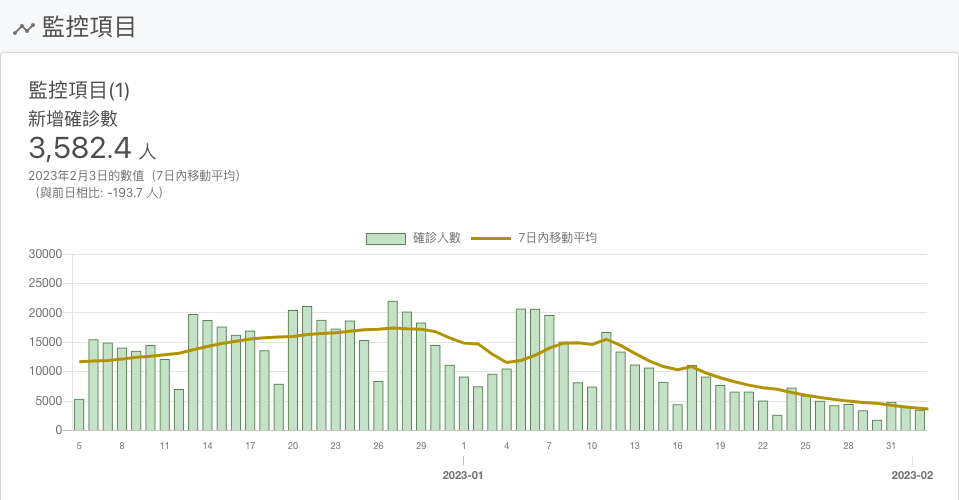 監控項目
監控項目(1)
新增確診數
3,582.4 人
2023年2月3日的數值（7日內移動平均）
（與前日相比: -193.7 人）
確診人數 7日內移動平均
30000
25000
20000
15000
10000
5000
0
5 8 11 14 17 20 23 26 29 1 4 7 10 13 16 19 22 25 28 31
2023-01 2023-02